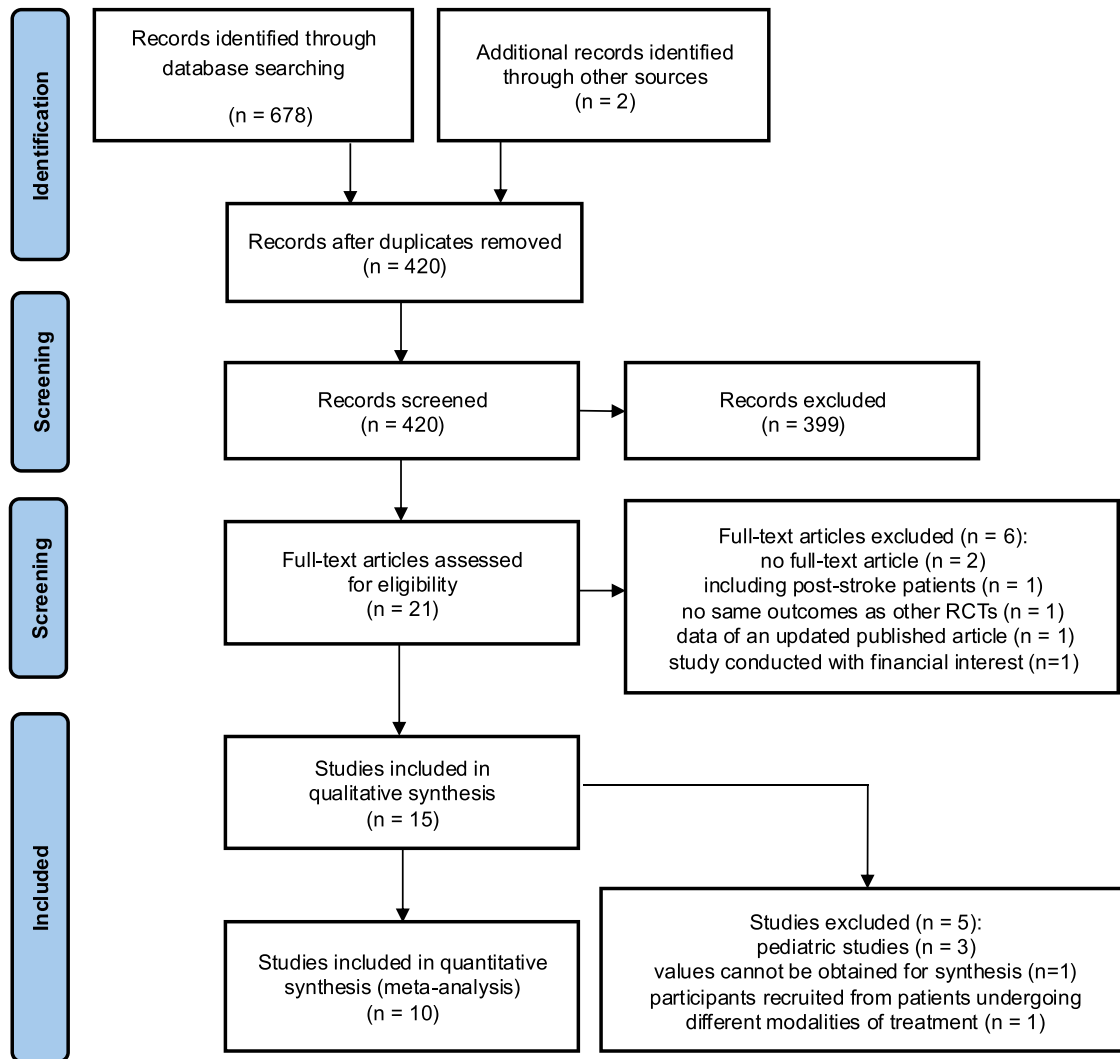 Identification
Records identified through
database searching
(n = 678)
Additional records identified
through other sources
(n = 2)
Records after duplicates removed
(n = 420)
Screening
Records screened
(n = 420)
Records excluded
(n = 399)
Screening
Full-text articles assessed
for eligibility
(n = 21)
Full-text articles excluded (n = 6):
no full-text article (n = 2)
including post-stroke patients (n = 1)
no same outcomes as other RCTs (n = 1)
data of an updated published article (n = 1)
study conducted with financial interest (n=1)
Included
Studies included in
qualitative synthesis
(n = 15)
Studies included in quantitative
synthesis (meta-analysis)
(n = 10)
Studies excluded (n = 5):
pediatric studies (n = 3)
values cannot be obtained for synthesis (n=1)
participants recruited from patients undergoing
different modalities of treatment (n = 1)